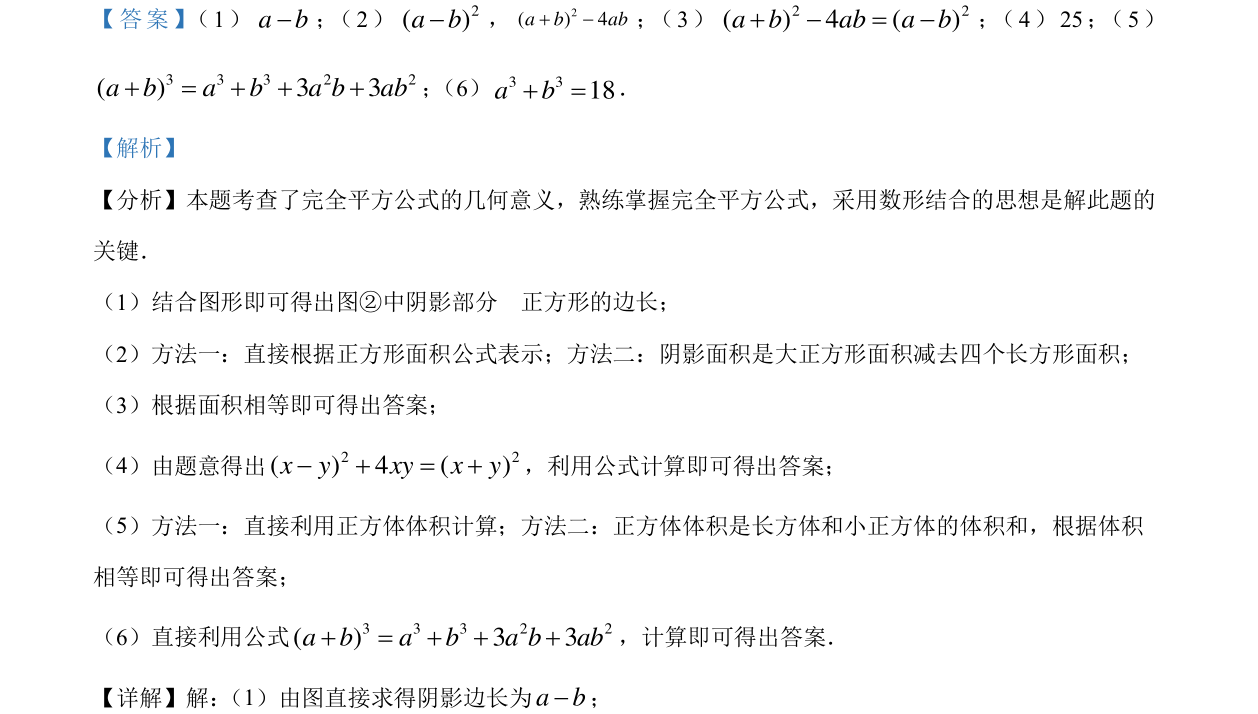 【答案】（1）a－b；（2）(a－b)²，(a＋b)²－4ab；（3）(a＋b)²－4ab＝(a－b)²；（4）25；（5）
(a＋b)³＝a³＋b³＋3a²b＋3ab²；（6）a³＋b³＝18．
【解析】
【分析】本题考查了完全平方公式的几何意义，熟练掌握完全平方公式，采用数形结合的思想是解此题的
关键．
（1）结合图形即可得出图②中阴影部分　正方形的边长；
（2）方法一：直接根据正方形面积公式表示；方法二：阴影面积是大正方形面积减去四个长方形面积；
（3）根据面积相等即可得出答案；
（4）由题意得出(x－y)²＋4xy＝(x＋y)²，利用公式计算即可得出答案；
（5）方法一：直接利用正方体体积计算；方法二：正方体体积是长方体和小正方体的体积和，根据体积
相等即可得出答案；
（6）直接利用公式(a＋b)³＝a³＋b³＋3a²b＋3ab²，计算即可得出答案．
【详解】解：（1）由图直接求得阴影边长为a－b；